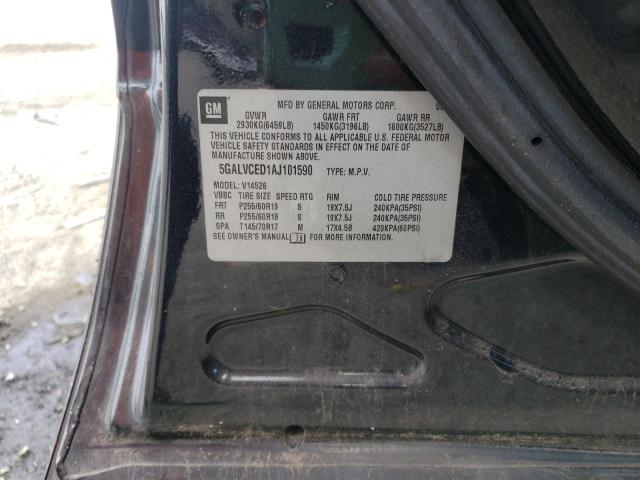 GM
MFD BY GENERAL MOTORS CORP.
GVWR GAWR FRT GAWR RR
2930KG(6459LB) 1450KG(3196LB) 1600KG(3527LB)
THIS VEHICLE CONFORMS TO ALL APPLICABLE U.S. FEDERAL MOTOR
VEHICLE SAFETY STANDARDS IN EFFECT ON THE DATE OF
MANUFACTURE SHOWN ABOVE.
5GALVCED1AJ101590 TYPE: M.P.V.
MODEL: V14526
VBBC TIRE SIZE SPEED RTG RIM COLD TIRE PRESSURE
FRT P255/60R19 S 19X7.5J 240KPA(35PSI)
RR P255/60R19 S 19X7.5J 240KPA(35PSI)
SPA T145/70R17 M 17X4.5B 420KPA(60PSI)
SEE OWNER'S MANUAL FOR MORE INFORMATION.